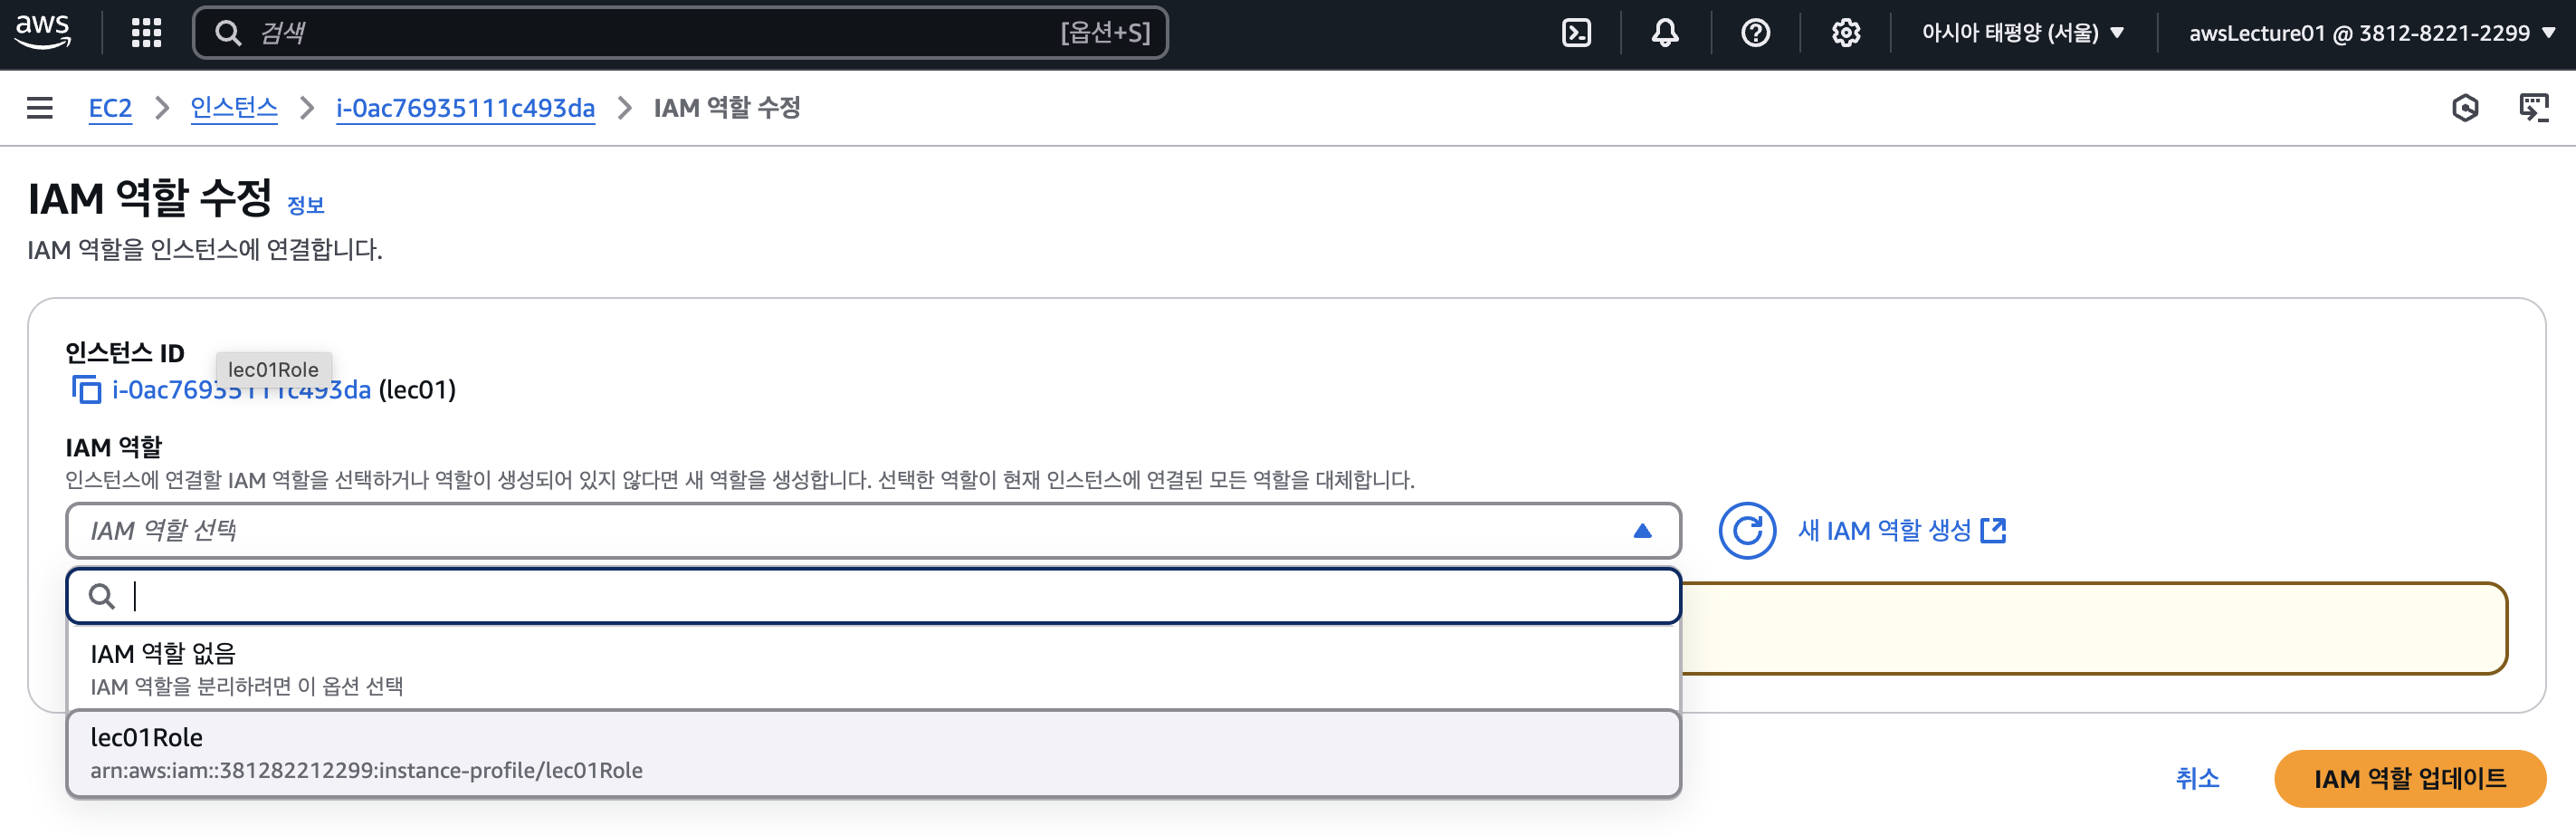 aws
검색 [옵션+S] 아시아 태평양 (서울) awsLecture01 @ 3812-8221-2299
EC2 인스턴스 i-0ac76935111c493da IAM 역할 수정
IAM 역할 수정 정보
IAM 역할을 인스턴스에 연결합니다.
인스턴스 ID
lec01Role
i-0ac76935111c493da (lec01)
IAM 역할
인스턴스에 연결할 IAM 역할을 선택하거나 역할이 생성되어 있지 않다면 새 역할을 생성합니다. 선택한 역할이 현재 인스턴스에 연결된 모든 역할을 대체합니다.
IAM 역할 선택 새 IAM 역할 생성
IAM 역할 없음
IAM 역할을 분리하려면 이 옵션 선택
lec01Role
arn:aws:iam::381282212299:instance-profile/lec01Role
취소 IAM 역할 업데이트